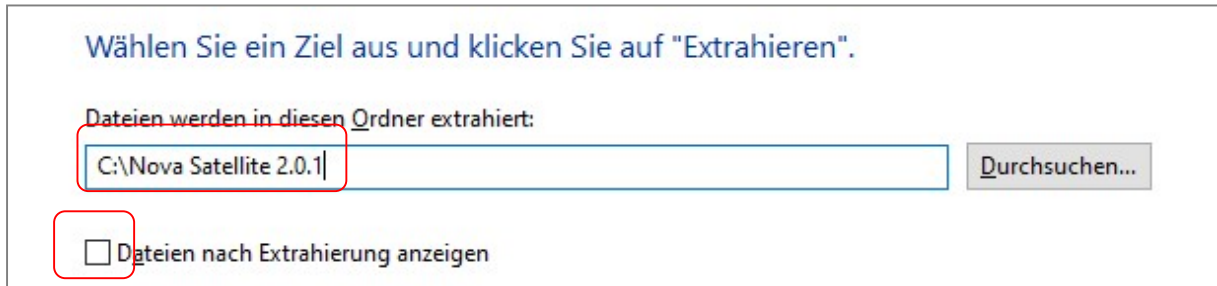 Wählen Sie ein Ziel aus und klicken Sie auf "Extrahieren".
Dateien werden in diesen Ordner extrahiert:
C:\Nova Satellite 2.0.1
Durchsuchen...
Dateien nach Extrahierung anzeigen